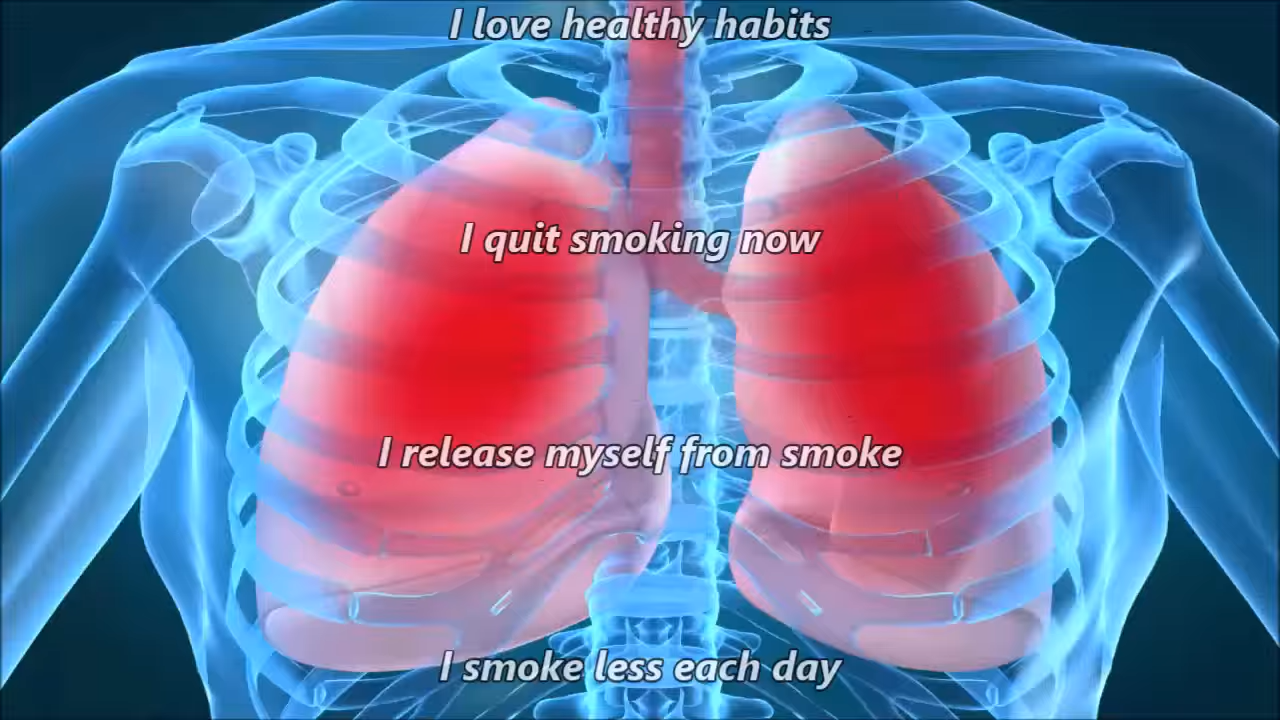 I love healthy habits
I quit smoking now
I release myself from smoke
I smoke less each day